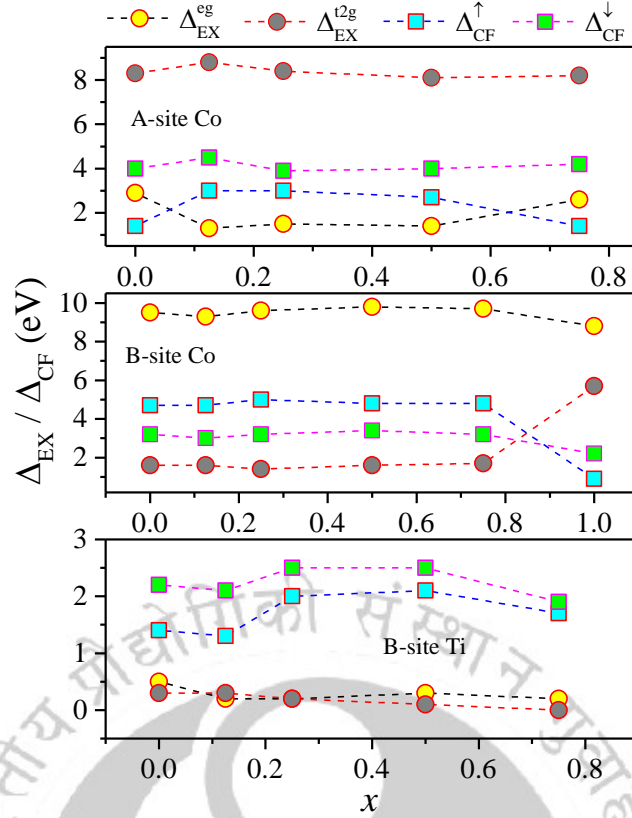 Δ_EX^eg Δ_EX^t2g Δ_CF^↑ Δ_CF^↓
8
6
4
2
A-site Co
0.0 0.2 0.4 0.6 0.8
10
8
6
4
2
B-site Co
0.0 0.2 0.4 0.6 0.8 1.0
3
2
1
0
B-site Ti
0.0 0.2 0.4 0.6 0.8
x
Δ_EX / Δ_CF (eV)